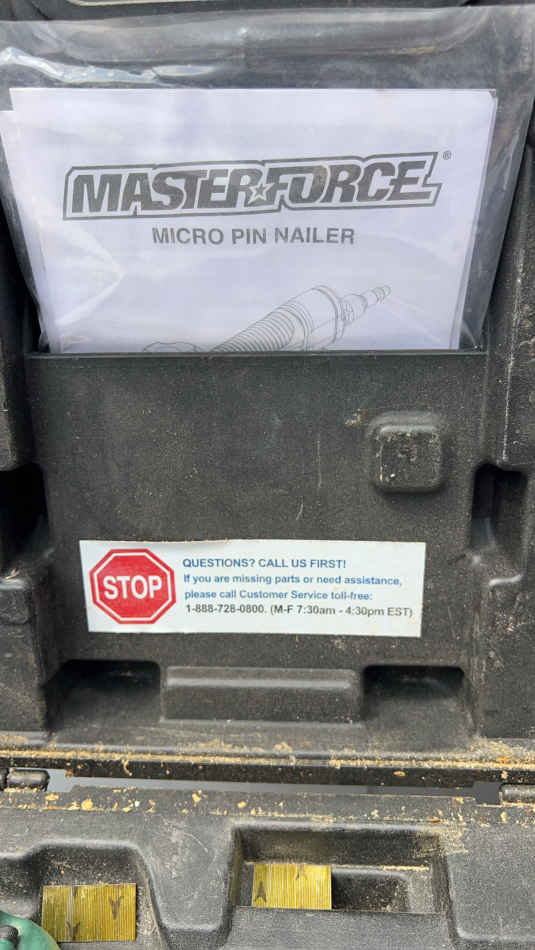 MASTERFORCE®
MICRO PIN NAILER
STOP
QUESTIONS? CALL US FIRST!
If you are missing parts or need assistance,
please call Customer Service toll-free:
1-888-728-0800. (M-F 7:30am - 4:30pm EST)